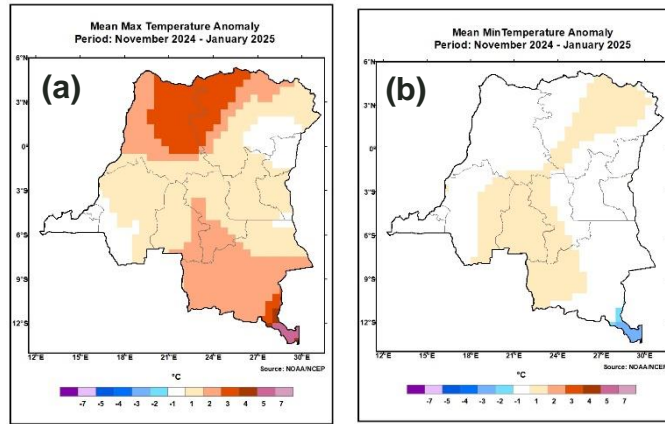 Mean Max Temperature Anomaly
Period: November 2024 - January 2025
(a)
6°N
3°N
0°
3°S
6°S
9°S
12°S
12°E 15°E 18°E 21°E 24°E 27°E 30°E
Source: NOAA/NCEP
°C
-7 -5 -4 -3 -2 -1 1 2 3 4 5 7
Mean MinTemperature Anomaly
Period: November 2024 - January 2025
(b)
6°N
3°N
0°
3°S
6°S
9°S
12°S
12°E 15°E 18°E 21°E 24°E 27°E 30°E
Source: NOAA/NCEP
°C
-7 -5 -4 -3 -2 -1 1 2 3 4 5 7